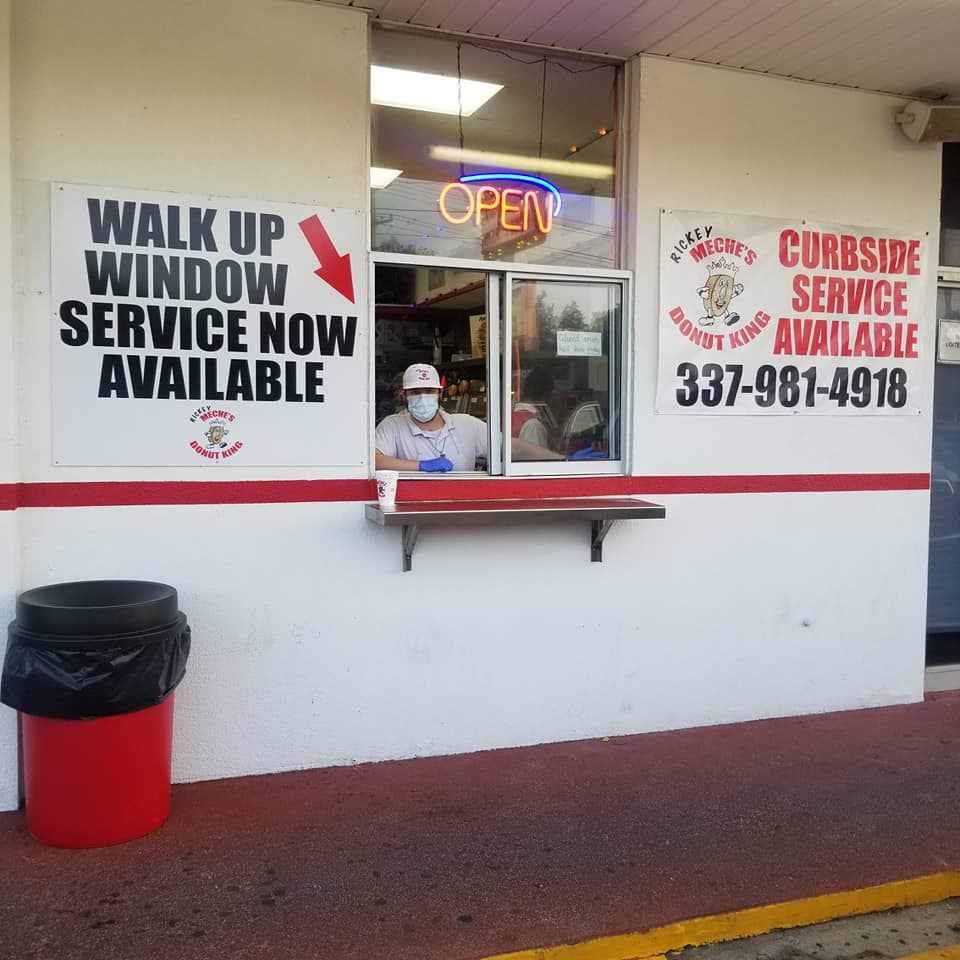 WALK UP
WINDOW
SERVICE NOW
AVAILABLE
RICKEY
MECHE'S
DONUT KING
OPEN
RICKEY
MECHE'S
DONUT KING
CURBSIDE
SERVICE
AVAILABLE
337-981-4918